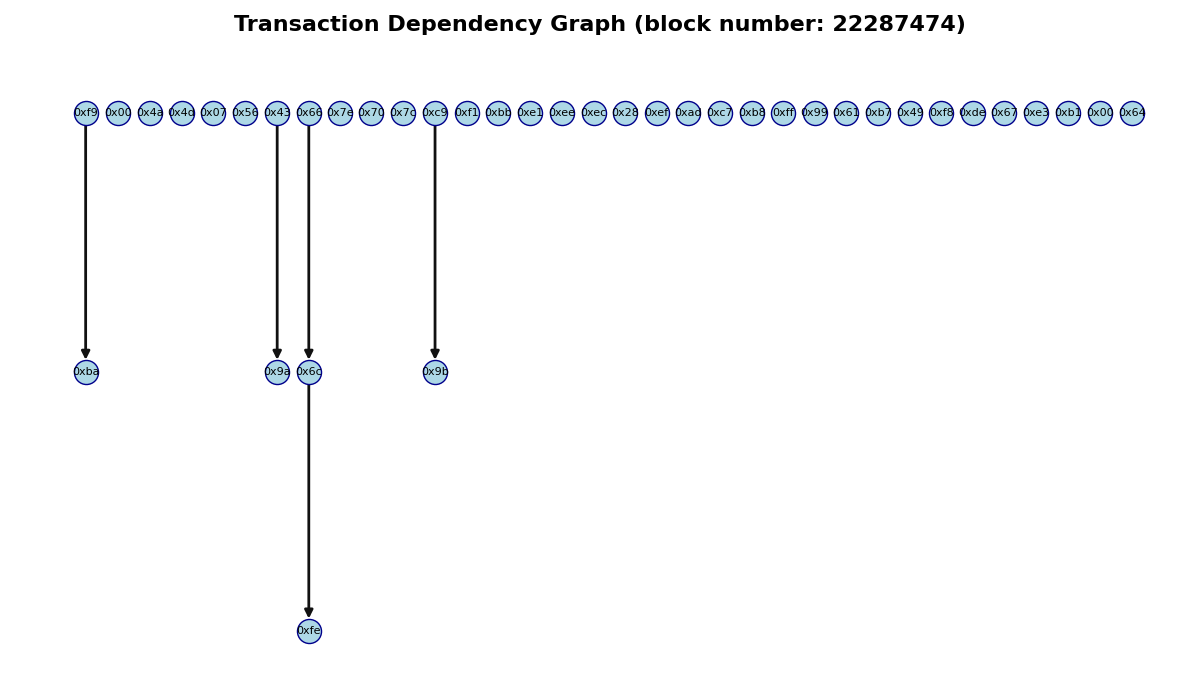 Transaction Dependency Graph (block number: 22287474)
0xf9 0x00 0x4a 0x4d 0x07 0x56 0x43 0x66 0x7e 0x70 0x7c 0xc9 0xf1 0xbb 0xe1 0xee 0xec 0x28 0xef 0xad 0xc7 0xb8 0xff 0x99 0x61 0xb7 0x49 0xf8 0xde 0x67 0xe3 0xb1 0x00 0x64
0xba 0x9a 0x6c 0x9b
0xfe